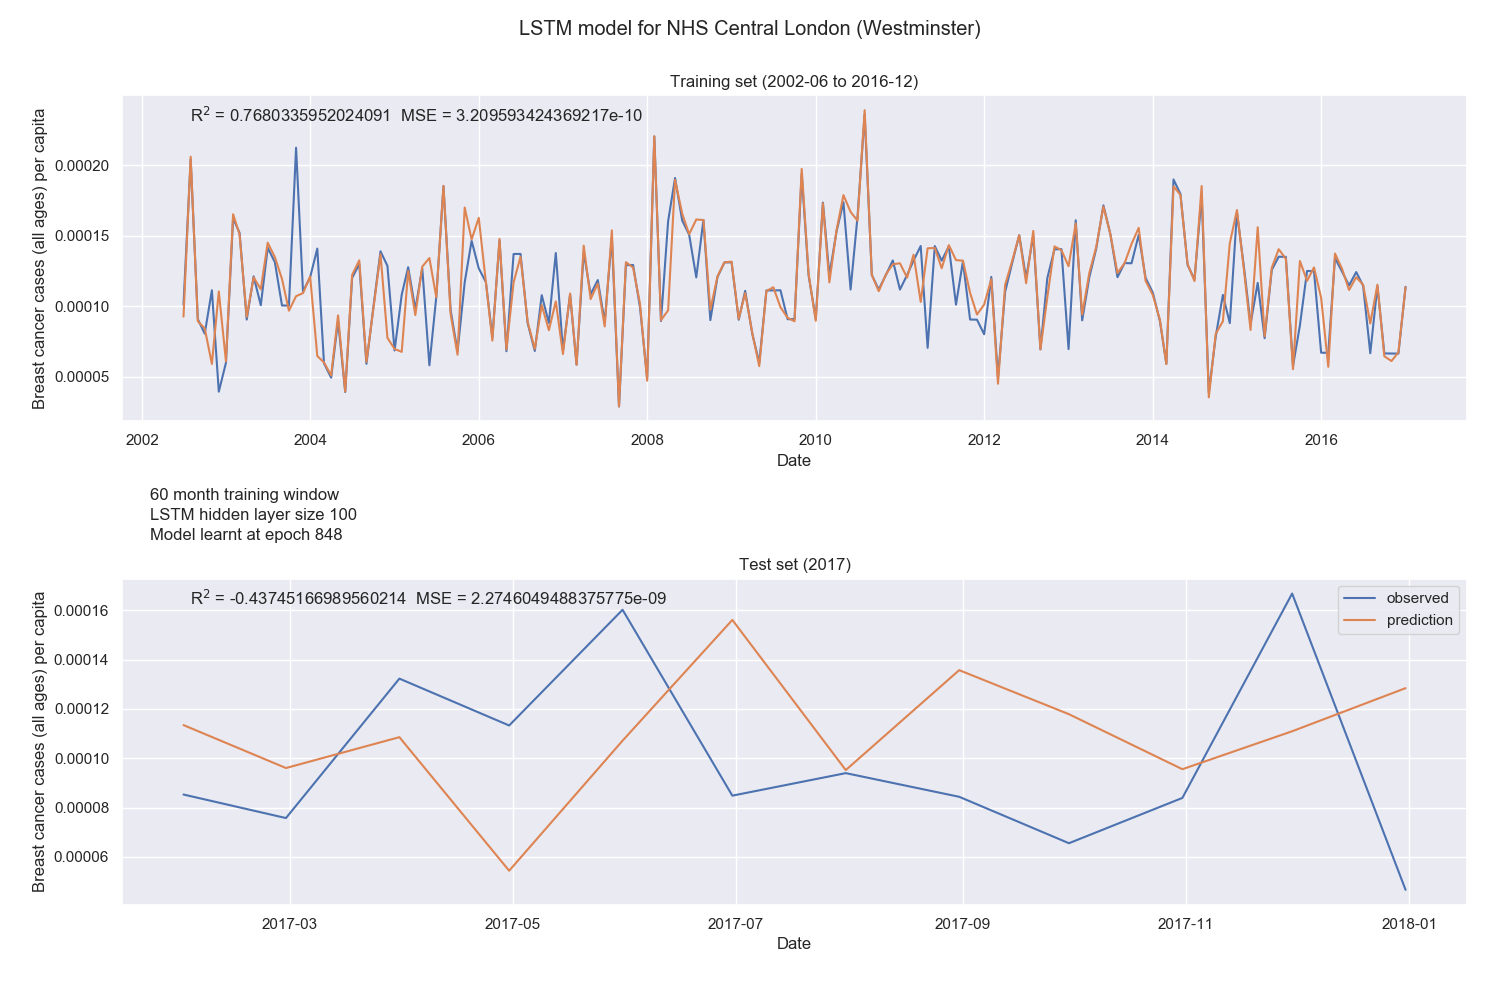 LSTM model for NHS Central London (Westminster)
Training set (2002-06 to 2016-12)
R2 = 0.7680335952024091 MSE = 3.209593424369217e-10
Breast cancer cases (all ages) per capita
0.00020
0.00015
0.00010
0.00005
2002 2004 2006 2008 2010 2012 2014 2016
Date
60 month training window
LSTM hidden layer size 100
Model learnt at epoch 848
Test set (2017)
R2 = -0.43745166989560214 MSE = 2.2746049488375775e-09
observed
prediction
Breast cancer cases (all ages) per capita
0.00016
0.00014
0.00012
0.00010
0.00008
0.00006
2017-03 2017-05 2017-07 2017-09 2017-11 2018-01
Date